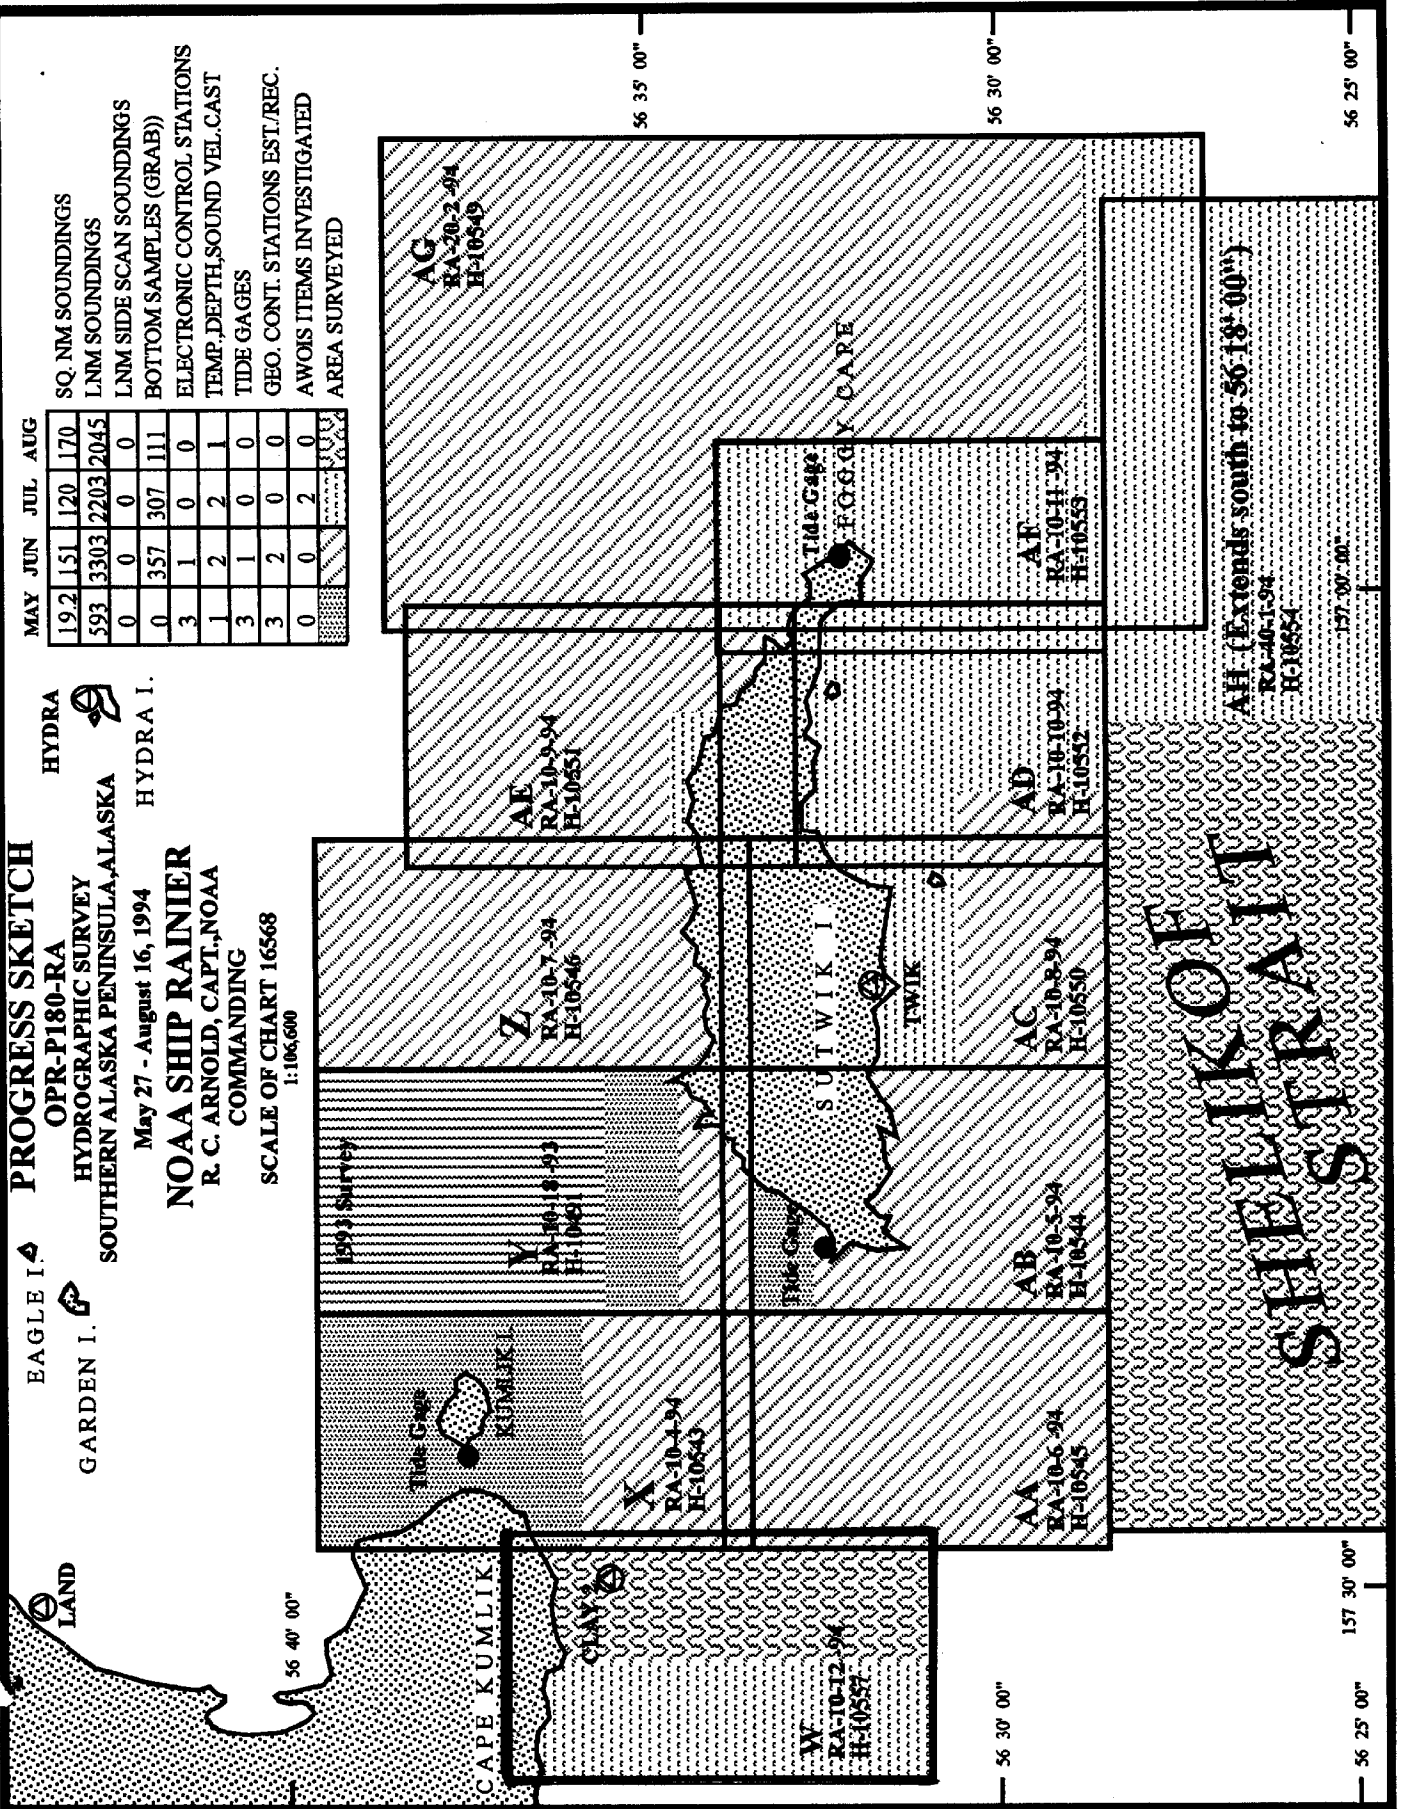 PROGRESS SKETCH
OPR-P180-RA
HYDROGRAPHIC SURVEY
SOUTHERN ALASKA PENINSULA,ALASKA
May 27 - August 16, 1994
NOAA SHIP RAINIER
R. C. ARNOLD, CAPT.,NOAA
COMMANDING
SCALE OF CHART 16568
1:106,600
MAY JUN JUL AUG
19.2 151 120 170 SQ. NM SOUNDINGS
593 3303 2203 2045 LNM SOUNDINGS
0 0 0 0 LNM SIDE SCAN SOUNDINGS
0 357 307 111 BOTTOM SAMPLES (GRAB))
3 1 0 0 ELECTRONIC CONTROL STATIONS
1 2 2 1 TEMP.,DEPTH,SOUND VEL.CAST
3 1 0 0 TIDE GAGES
3 2 0 0 GEO. CONT. STATIONS EST./REC.
0 0 2 0 AWOIS ITEMS INVESTIGATED
AREA SURVEYED
LAND
EAGLE I.
GARDEN I.
HYDRA
HYDRA I.
56 40' 00"
56 35' 00"
CAPE KUMLIK
Tide Gage
KUMLIK I.
CLAY 2
W
RA-10-12-94
H-10557
X
RA-10-4-94
H-10543
1993 Survey
Y
RA-10-18-93
H-10491
Z
RA-10-7-94
H-10546
AE
RA-10-9-94
H-10551
AG
RA-20-2-94
H-10549
Tide Gage
SUTWIK I
TWIK
Tide Gage
FOGGY CAPE
AA
RA-10-6-94
H-10545
AB
RA-10-5-94
H-10544
AC
RA-10-8-94
H-10550
AD
RA-10-10-94
H-10552
AF
RA-10-11-94
H-10553
56 30' 00"
56 30' 00"
SHELIKOF
STRAIT
AH (Extends south to 56 18' 00")
RA-40-1-94
H-10554
157 30' 00"
157 00' 00"
56 25' 00"
56 25' 00"